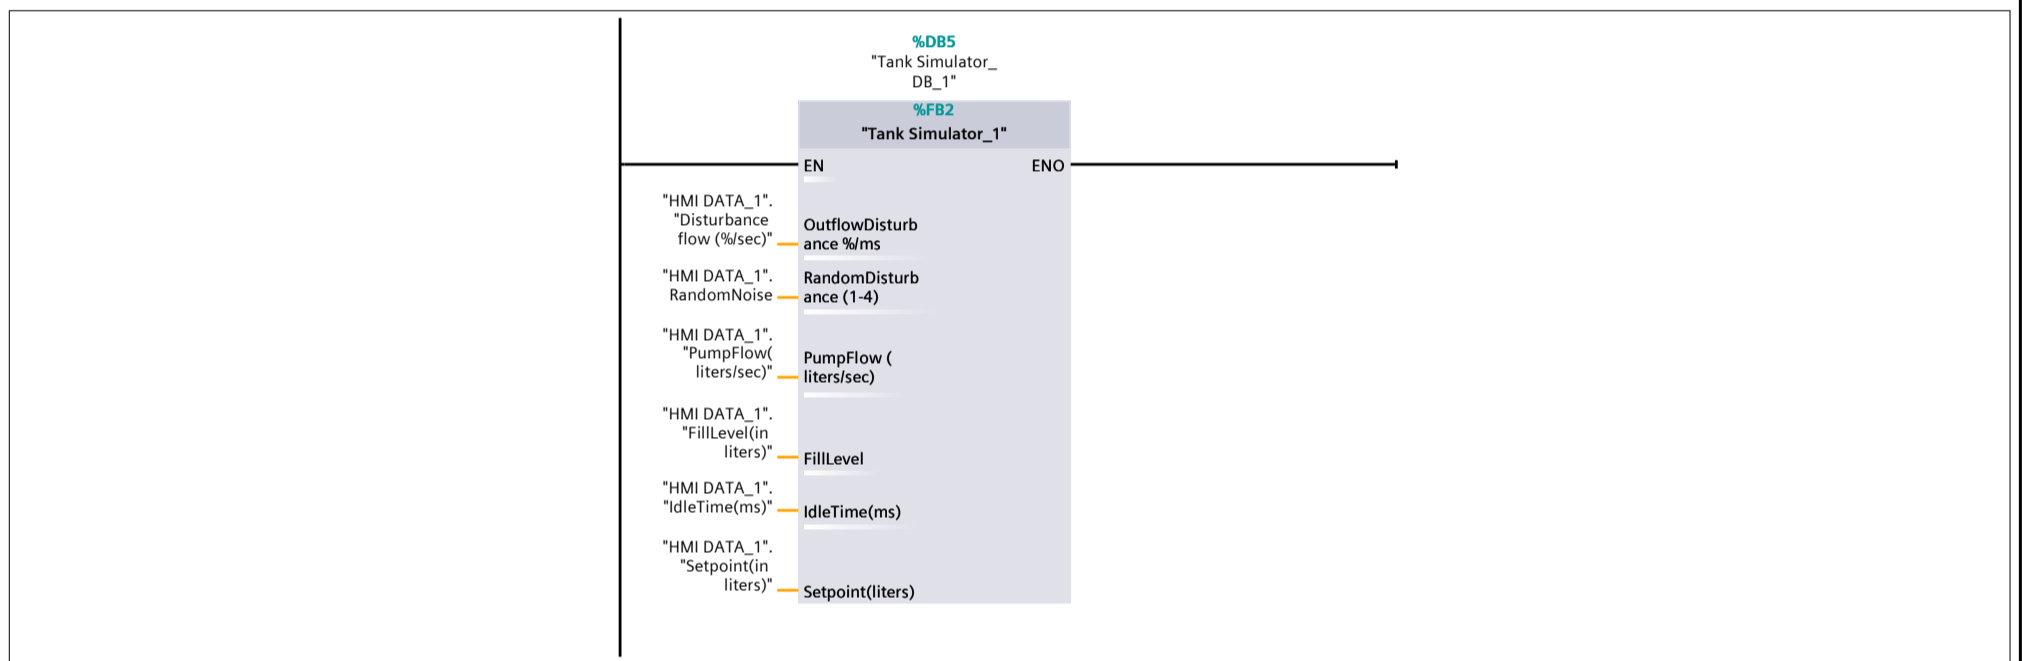 %DB5
"Tank Simulator_
DB_1"
%FB2
"Tank Simulator_1"
EN
ENO
"HMI DATA_1".
"Disturbance
flow (%/sec)"
OutflowDisturb
ance %/ms
"HMI DATA_1".
RandomNoise
RandomDisturb
ance (1-4)
"HMI DATA_1".
"PumpFlow(
liters/sec)"
PumpFlow (
liters/sec)
"HMI DATA_1".
"FillLevel(in
liters)"
FillLevel
"HMI DATA_1".
"IdleTime(ms)"
IdleTime(ms)
"HMI DATA_1".
"Setpoint(in
liters)"
Setpoint(liters)